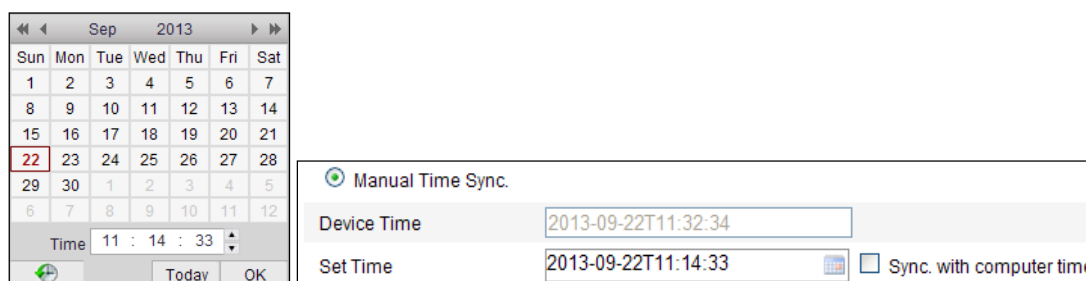 Sep 2013
Sun Mon Tue Wed Thu Fri Sat
1 2 3 4 5 6 7
8 9 10 11 12 13 14
15 16 17 18 19 20 21
22 23 24 25 26 27 28
29 30 1 2 3 4 5
6 7 8 9 10 11 12
Time 11 : 14 : 33
Today OK
Manual Time Sync.
Device Time 2013-09-22T11:32:34
Set Time 2013-09-22T11:14:33 Sync. with computer time